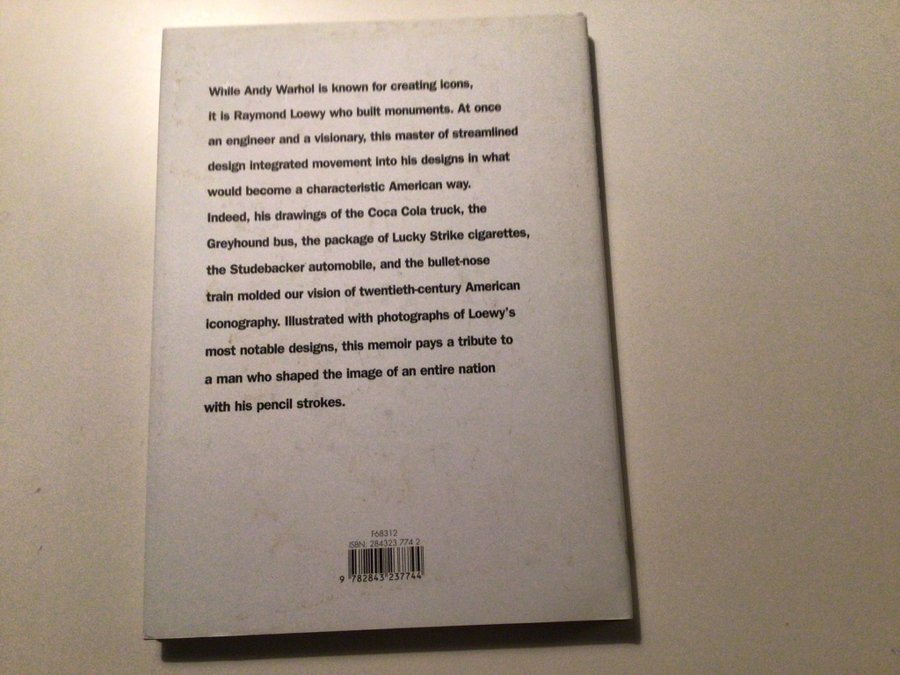 While Andy Warhol is known for creating icons,
it is Raymond Loewy who built monuments. At once
an engineer and a visionary, this master of streamlined
design integrated movement into his designs in what
would become a characteristic American way.
Indeed, his drawings of the Coca Cola truck, the
Greyhound bus, the package of Lucky Strike cigarettes,
the Studebacker automobile, and the bullet-nose
train molded our vision of twentieth-century American
iconography. Illustrated with photographs of Loewy's
most notable designs, this memoir pays a tribute to
a man who shaped the image of an entire nation
with his pencil strokes.
F68312
ISBN: 284323 774 2
9 782843 237744